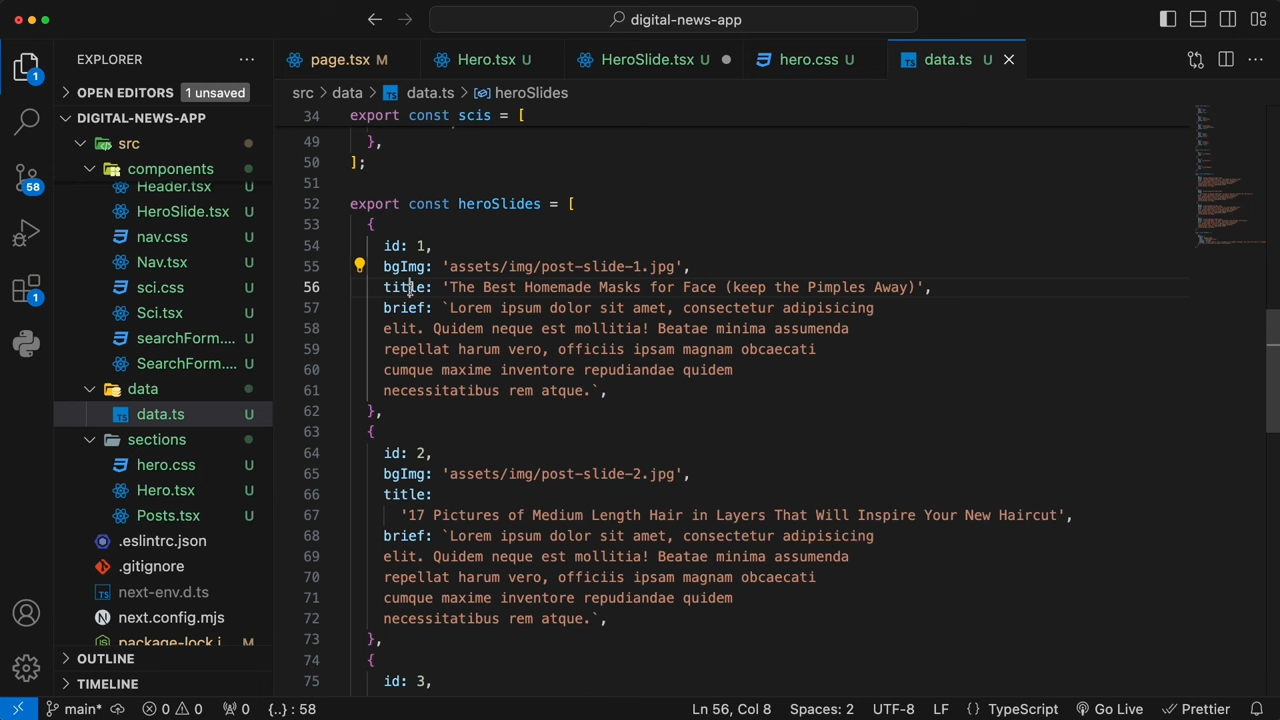 digital-news-app
EXPLORER
page.tsx M
Hero.tsx U
HeroSlide.tsx U
hero.css U
TS data.ts U
1
OPEN EDITORS 1 unsaved
src > data > TS data.ts > heroSlides
DIGITAL-NEWS-APP
src
components
Header.tsx U
HeroSlide.tsx U
nav.css U
Nav.tsx U
sci.css U
Sci.tsx U
searchForm.... U
SearchForm.... U
data
TS data.ts U
sections
hero.css U
Hero.tsx U
Posts.tsx U
.eslintrc.json
.gitignore
TS next-env.d.ts
N next.config.mjs
package-lock.j M
OUTLINE
TIMELINE
58
1
34 export const scis = [
49 },
50 ];
51
52 export const heroSlides = [
53 {
54 id: 1,
55 bgImg: 'assets/img/post-slide-1.jpg',
56 title: 'The Best Homemade Masks for Face (keep the Pimples Away)',
57 brief: `Lorem ipsum dolor sit amet, consectetur adipisicing
58 elit. Quidem neque est mollitia! Beatae minima assumenda
59 repellat harum vero, officiis ipsam magnam obcaecati
60 cumque maxime inventore repudiandae quidem
61 necessitatibus rem atque.`,
62 },
63 {
64 id: 2,
65 bgImg: 'assets/img/post-slide-2.jpg',
66 title:
67 '17 Pictures of Medium Length Hair in Layers That Will Inspire Your New Haircut',
68 brief: `Lorem ipsum dolor sit amet, consectetur adipisicing
69 elit. Quidem neque est mollitia! Beatae minima assumenda
70 repellat harum vero, officiis ipsam magnam obcaecati
71 cumque maxime inventore repudiandae quidem
72 necessitatibus rem atque.`,
73 },
74 {
75 id: 3,
main* 0 0 0 {..} : 58 Ln 56, Col 8 Spaces: 2 UTF-8 LF {} TypeScript Go Live Prettier